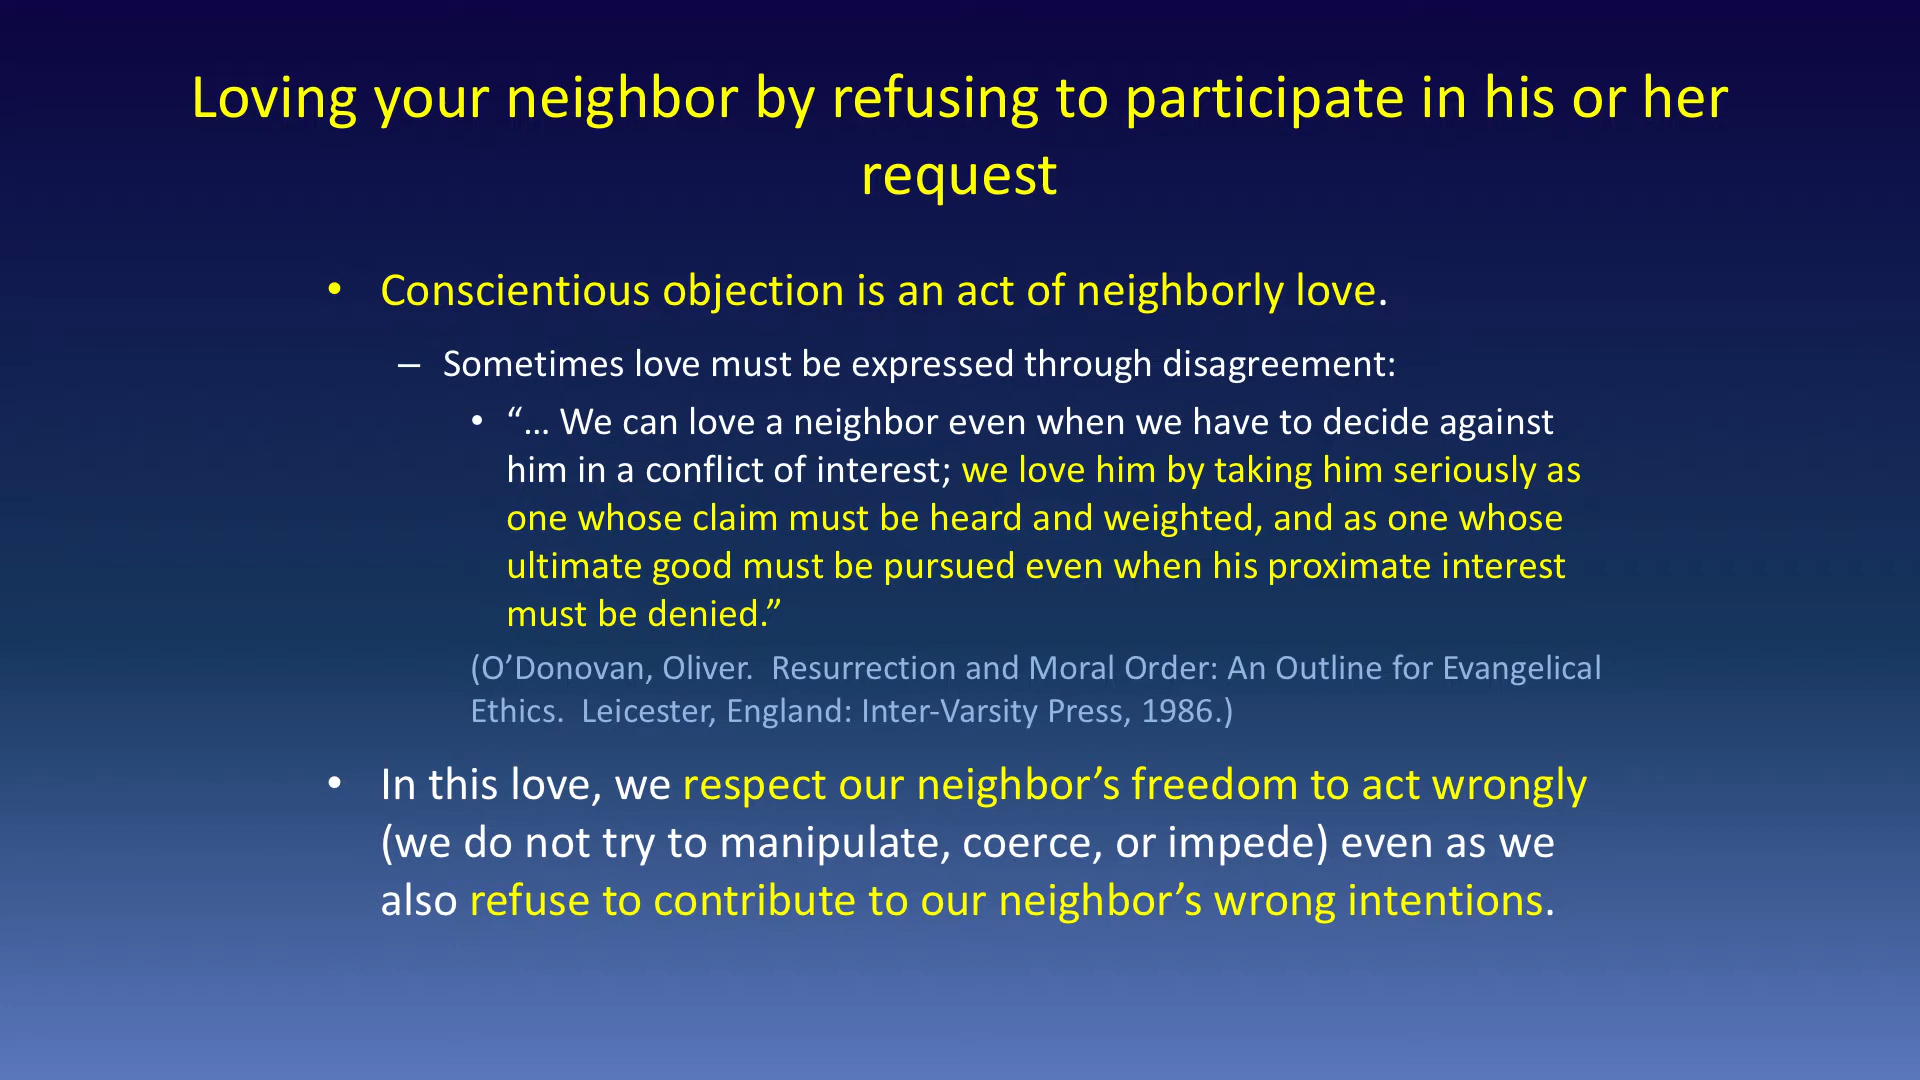 Loving your neighbor by refusing to participate in his or her
request
• Conscientious objection is an act of neighborly love.
– Sometimes love must be expressed through disagreement:
• “… We can love a neighbor even when we have to decide against
him in a conflict of interest; we love him by taking him seriously as
one whose claim must be heard and weighted, and as one whose
ultimate good must be pursued even when his proximate interest
must be denied.”
(O’Donovan, Oliver.  Resurrection and Moral Order: An Outline for Evangelical
Ethics.  Leicester, England: Inter-Varsity Press, 1986.)
• In this love, we respect our neighbor’s freedom to act wrongly
(we do not try to manipulate, coerce, or impede) even as we
also refuse to contribute to our neighbor’s wrong intentions.